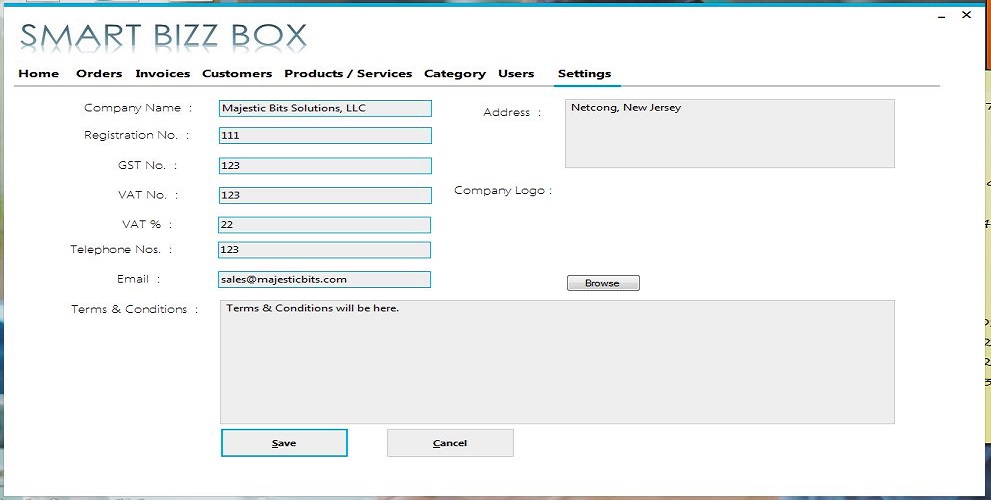 SMART BIZZ BOX
Home Orders Invoices Customers Products / Services Category Users Settings
Company Name : Majestic Bits Solutions, LLC
Address : Netcong, New Jersey
Registration No. : 111
GST No. : 123
VAT No. : 123
Company Logo :
VAT % : 22
Telephone Nos. : 123
Email : sales@majesticbits.com
Browse
Terms & Conditions : Terms & Conditions will be here.
Save Cancel